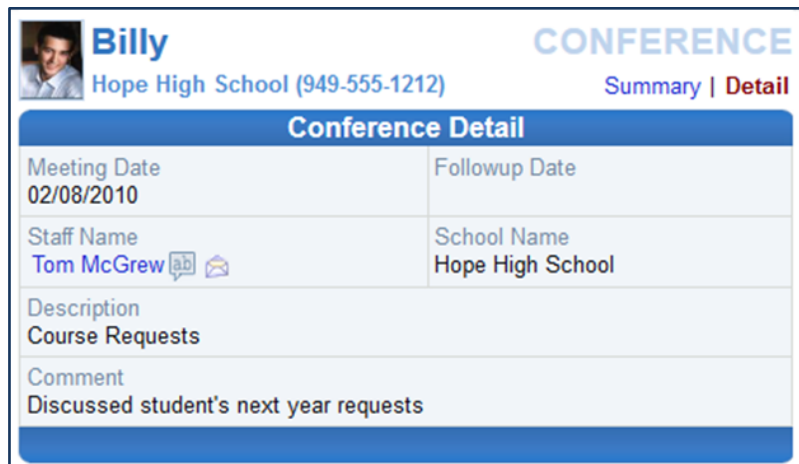 Billy
CONFERENCE
Hope High School (949-555-1212)
Summary | Detail
Conference Detail
Meeting Date
02/08/2010
Followup Date
Staff Name
Tom McGrew ab
School Name
Hope High School
Description
Course Requests
Comment
Discussed student's next year requests